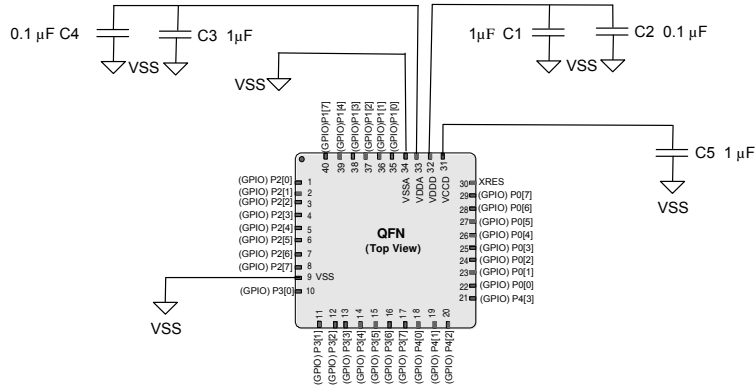 0.1 µF C4
C3 1µF
VSS
VSS
1µF C1
C2 0.1 µF
VSS
C5 1 µF
VSS
(GPIO)P1[7]
(GPIO)P1[4]
(GPIO)P1[3]
(GPIO)P1[2]
(GPIO)P1[1]
(GPIO)P1[0]
40
39
38
37
36
35
34
33
32
31
VSSA
VDDA
VDDD
VCCD
QFN
(Top View)
(GPIO) P2[0] 1
(GPIO) P2[1] 2
(GPIO) P2[2] 3
(GPIO) P2[3] 4
(GPIO) P2[4] 5
(GPIO) P2[5] 6
(GPIO) P2[6] 7
(GPIO) P2[7] 8
9 VSS
(GPIO) P3[0] 10
VSS
30 XRES
29 (GPIO) P0[7]
28 (GPIO) P0[6]
27 (GPIO) P0[5]
26 (GPIO) P0[4]
25 (GPIO) P0[3]
24 (GPIO) P0[2]
23 (GPIO) P0[1]
22 (GPIO) P0[0]
21 (GPIO) P4[3]
11
12
13
14
15
16
17
18
19
20
(GPIO) P3[1]
(GPIO) P3[2]
(GPIO) P3[3]
(GPIO) P3[4]
(GPIO) P3[5]
(GPIO) P3[6]
(GPIO) P3[7]
(GPIO) P4[0]
(GPIO) P4[1]
(GPIO) P4[2]